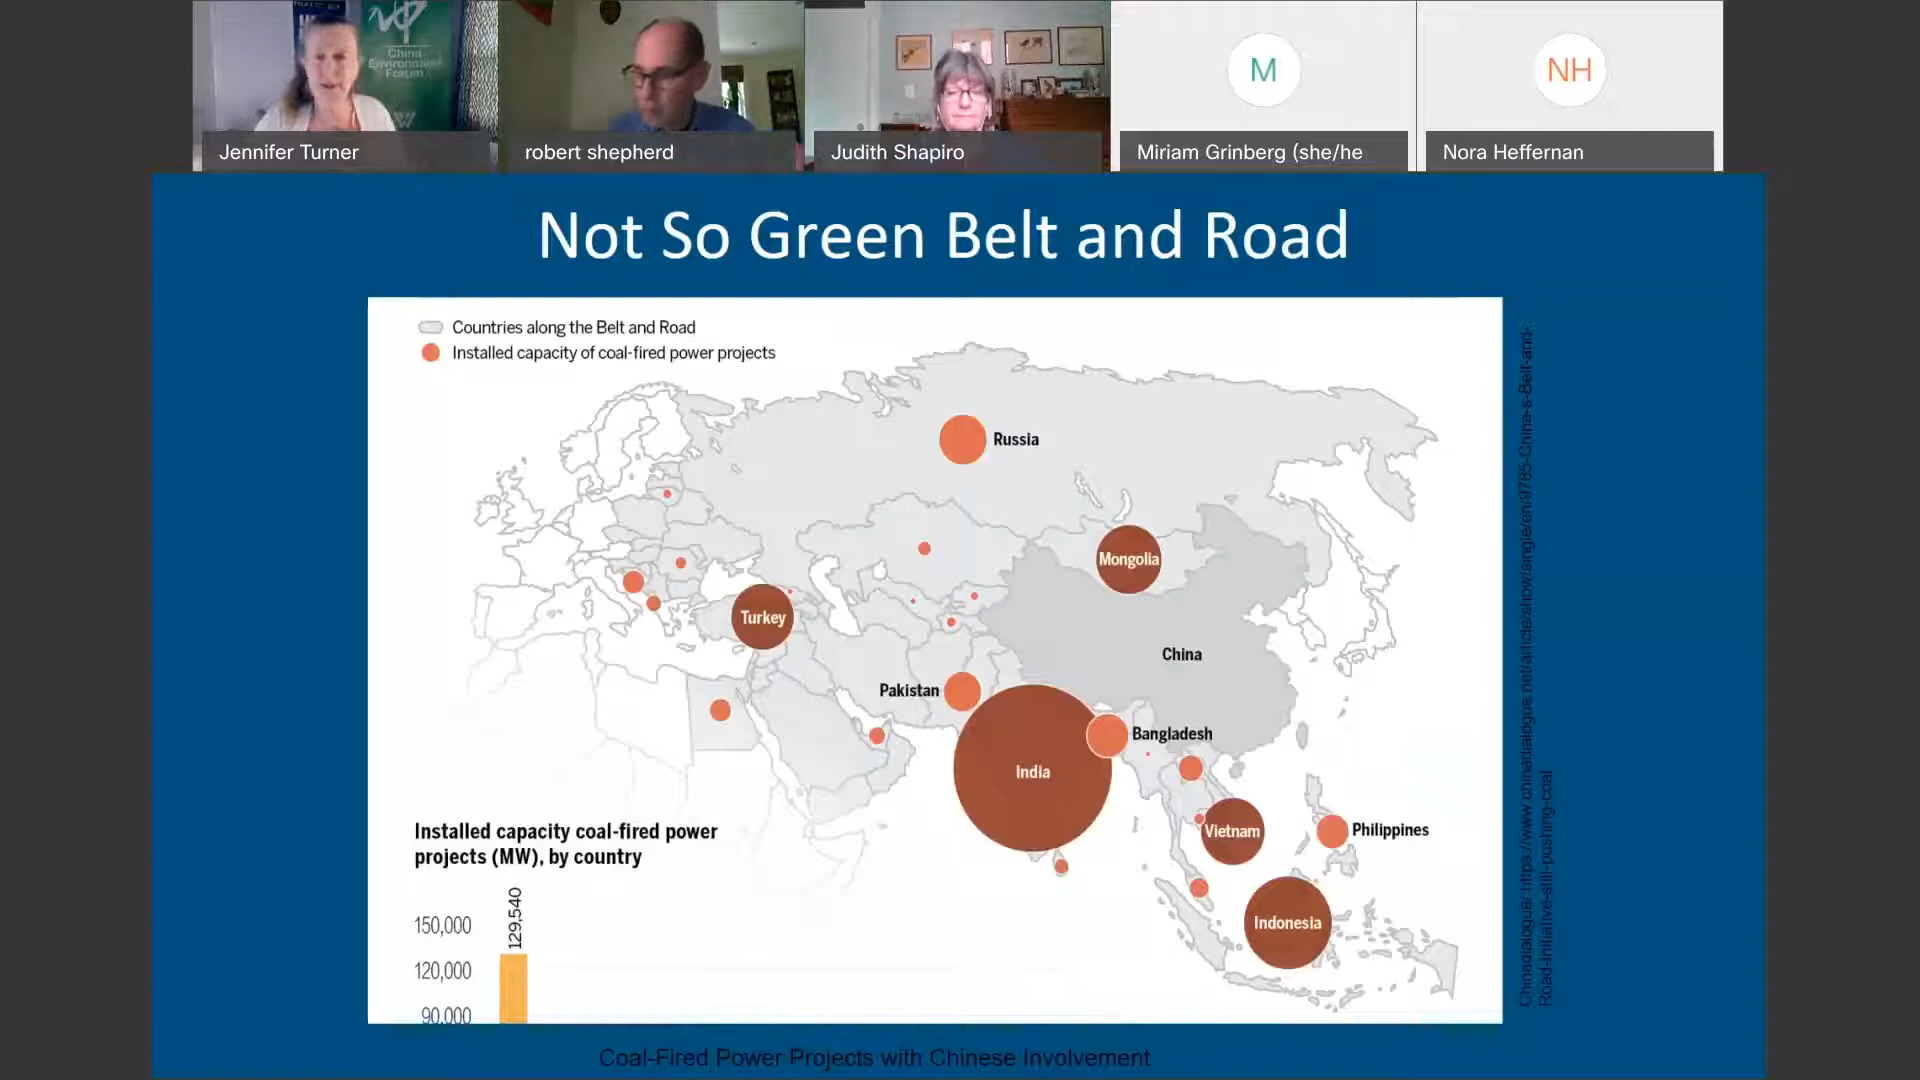 China
Environment
Forum
Jennifer Turner
robert shepherd
Judith Shapiro
M
Miriam Grinberg (she/he
NH
Nora Heffernan
Not So Green Belt and Road
Countries along the Belt and Road
Installed capacity of coal-fired power projects
Russia
Mongolia
Turkey
China
Pakistan
Bangladesh
India
Vietnam
Philippines
Indonesia
Installed capacity coal-fired power
projects (MW), by country
150,000
129,540
120,000
90,000
Chinadialogue/ https://www.chinadialogue.net/article/show/single/en/9785-China-s-Belt-and-
Road-Initiative-still-pushing-coal
Coal-Fired Power Projects with Chinese Involvement